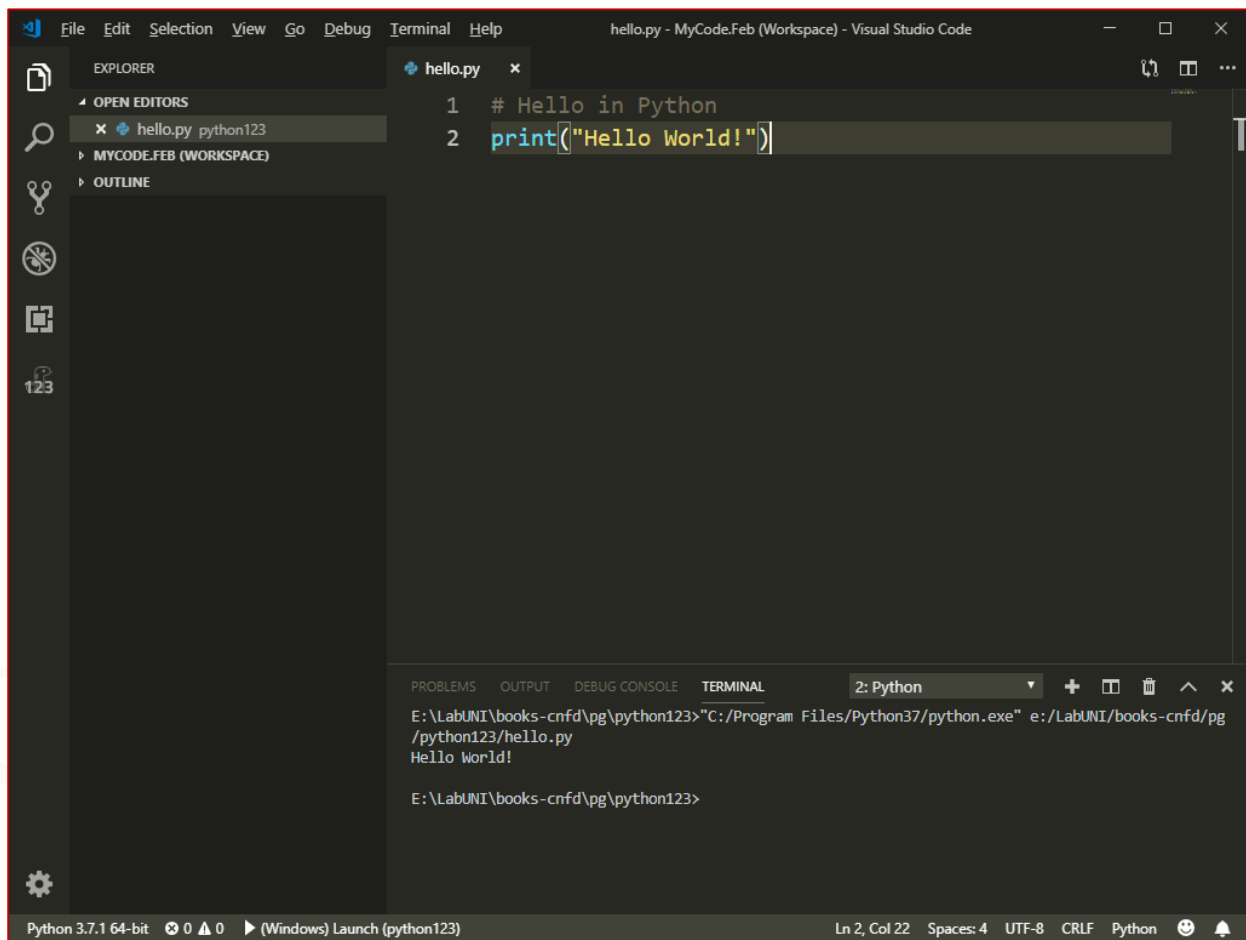 File Edit Selection View Go Debug Terminal Help hello.py - MyCode.Feb (Workspace) - Visual Studio Code
EXPLORER
OPEN EDITORS
hello.py python123
MYCODE.FEB (WORKSPACE)
OUTLINE
123
hello.py
1 # Hello in Python
2 print("Hello World!")
PROBLEMS OUTPUT DEBUG CONSOLE TERMINAL 2: Python
E:\LabUNI\books-cnfd\pg\python123>"C:/Program Files/Python37/python.exe" e:/LabUNI/books-cnfd/pg
/python123/hello.py
Hello World!
E:\LabUNI\books-cnfd\pg\python123>
Python 3.7.1 64-bit 0 0 (Windows) Launch (python123) Ln 2, Col 22 Spaces: 4 UTF-8 CRLF Python